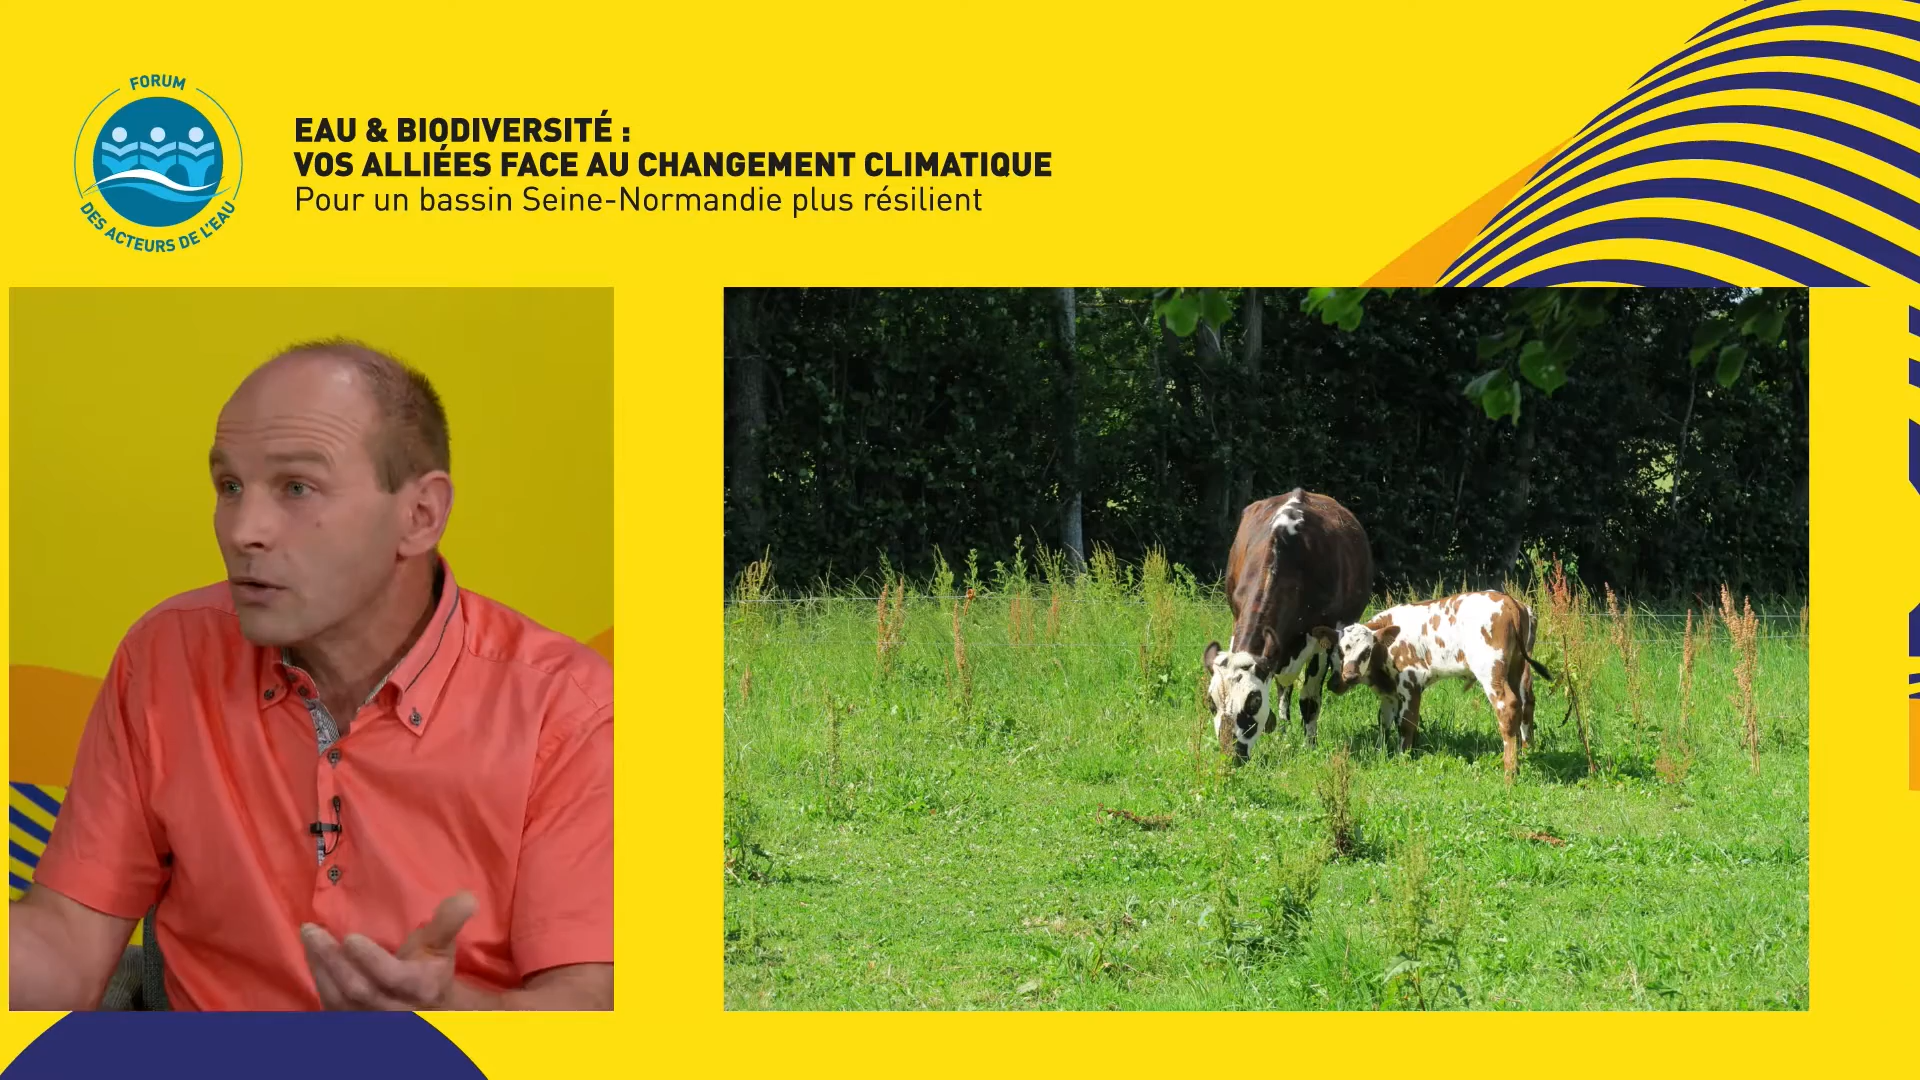 FORUM
DES ACTEURS DE L'EAU
EAU & BIODIVERSITÉ :
VOS ALLIÉES FACE AU CHANGEMENT CLIMATIQUE
Pour un bassin Seine-Normandie plus résilient